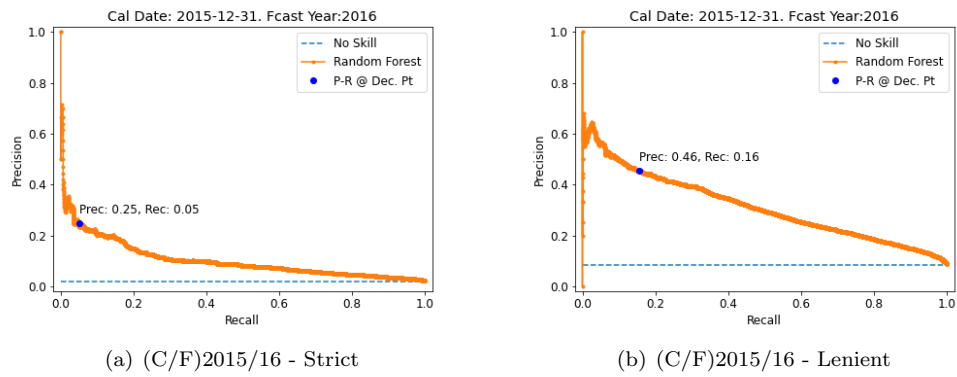 Cal Date: 2015-12-31. Fcast Year:2016
1.0
0.8
0.6
0.4
0.2
0.0
Precision
No Skill
Random Forest
P-R @ Dec. Pt
Prec: 0.25, Rec: 0.05
0.0 0.2 0.4 0.6 0.8 1.0
Recall
(a) (C/F)2015/16 - Strict
Cal Date: 2015-12-31. Fcast Year:2016
1.0
0.8
0.6
0.4
0.2
0.0
Precision
No Skill
Random Forest
P-R @ Dec. Pt
Prec: 0.46, Rec: 0.16
0.0 0.2 0.4 0.6 0.8 1.0
Recall
(b) (C/F)2015/16 - Lenient